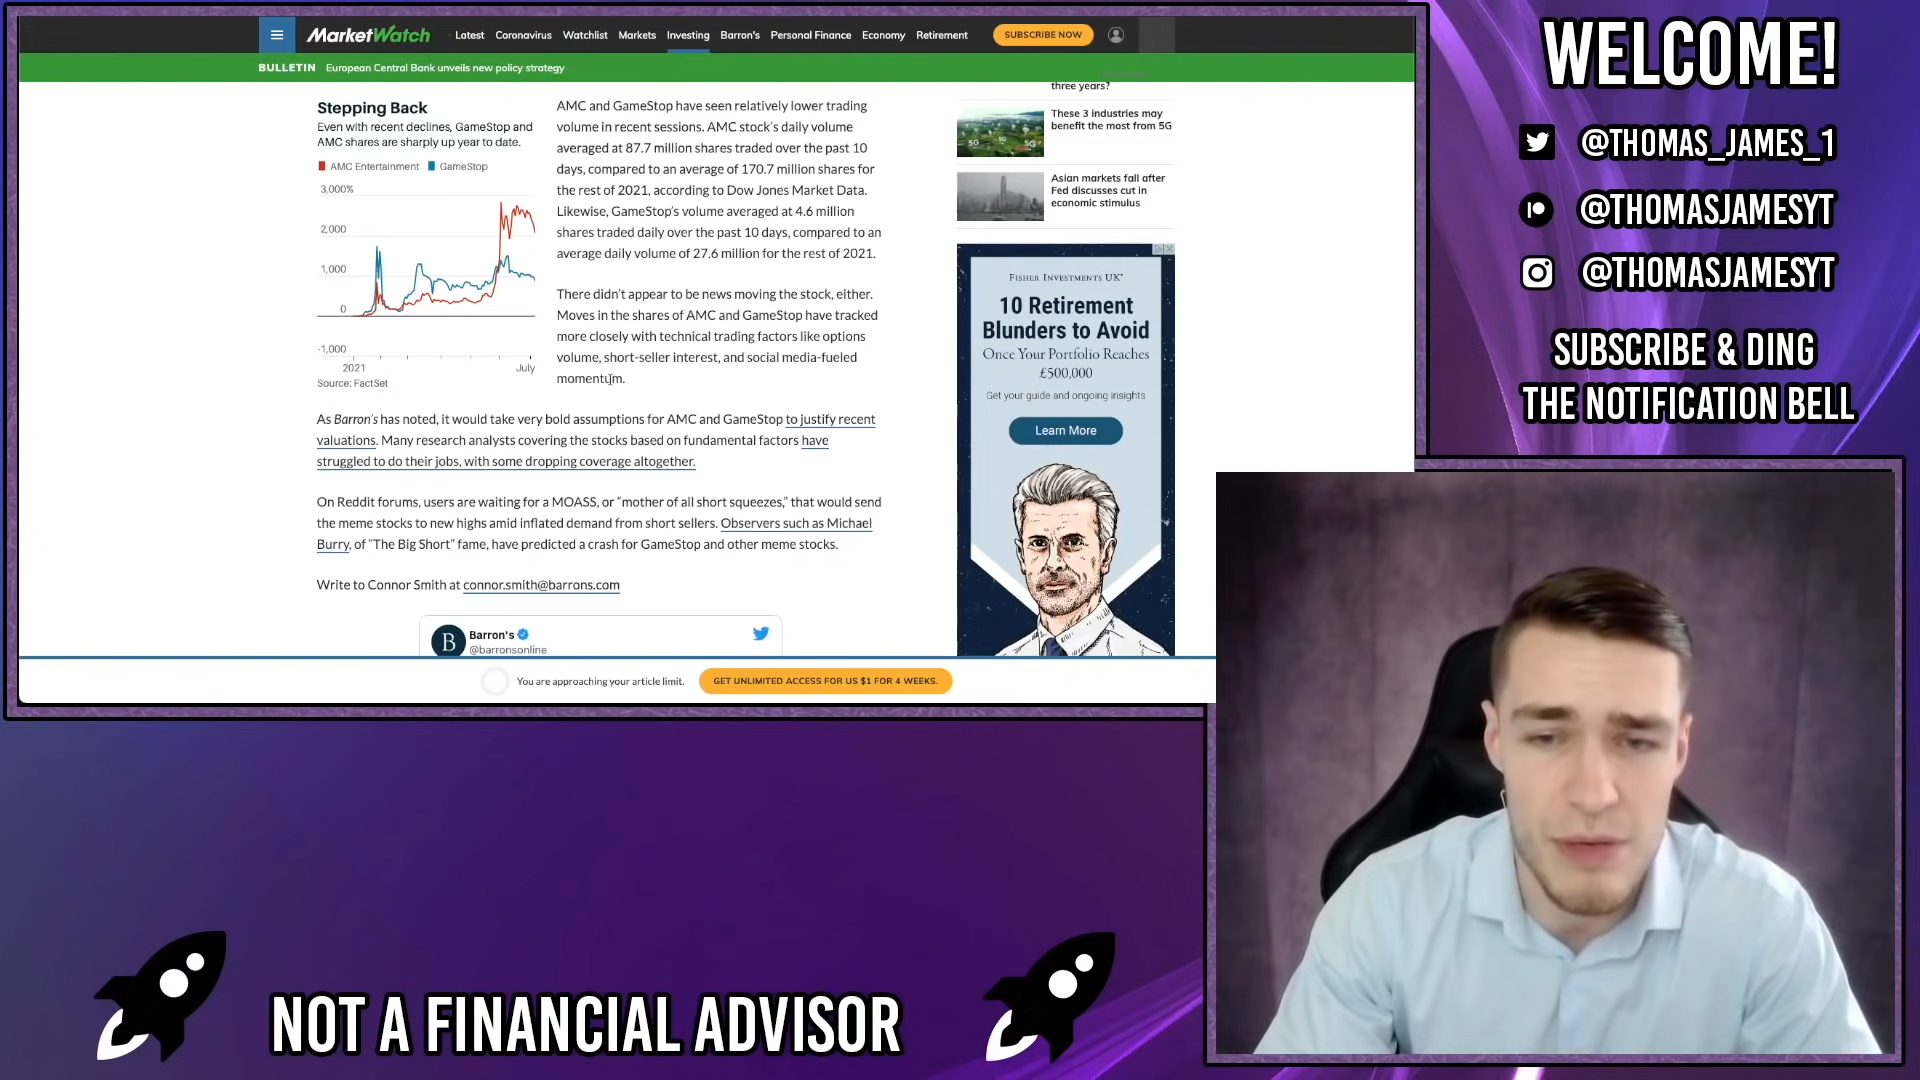 MarketWatch
Latest Coronavirus Watchlist Markets Investing Barron's Personal Finance Economy Retirement
SUBSCRIBE NOW
BULLETIN European Central Bank unveils new policy strategy
Stepping Back
Even with recent declines, GameStop and
AMC shares are sharply up year to date.
AMC Entertainment GameStop
3,000%
2,000
1,000
0
-1,000
2021 July
Source: FactSet
AMC and GameStop have seen relatively lower trading
volume in recent sessions. AMC stock's daily volume
averaged at 87.7 million shares traded over the past 10
days, compared to an average of 170.7 million shares for
the rest of 2021, according to Dow Jones Market Data.
Likewise, GameStop's volume averaged at 4.6 million
shares traded daily over the past 10 days, compared to an
average daily volume of 27.6 million for the rest of 2021.
There didn't appear to be news moving the stock, either.
Moves in the shares of AMC and GameStop have tracked
more closely with technical trading factors like options
volume, short-seller interest, and social media-fueled
momentum.
As Barron's has noted, it would take very bold assumptions for AMC and GameStop to justify recent
valuations. Many research analysts covering the stocks based on fundamental factors have
struggled to do their jobs, with some dropping coverage altogether.
On Reddit forums, users are waiting for a MOASS, or “mother of all short squeezes,” that would send
the meme stocks to new highs amid inflated demand from short sellers. Observers such as Michael
Burry, of “The Big Short” fame, have predicted a crash for GameStop and other meme stocks.
Write to Connor Smith at connor.smith@barrons.com
B
Barron's
@barronsonline
three years?
These 3 industries may
benefit the most from 5G
Asian markets fall after
Fed discusses cut in
economic stimulus
FISHER INVESTMENTS UK
10 Retirement
Blunders to Avoid
Once Your Portfolio Reaches
£500,000
Get your guide and ongoing insights
Learn More
You are approaching your article limit.
GET UNLIMITED ACCESS FOR US $1 FOR 4 WEEKS.
WELCOME!
@THOMAS_JAMES_1
@THOMASJAMESYT
@THOMASJAMESYT
SUBSCRIBE & DING
THE NOTIFICATION BELL
NOT A FINANCIAL ADVISOR